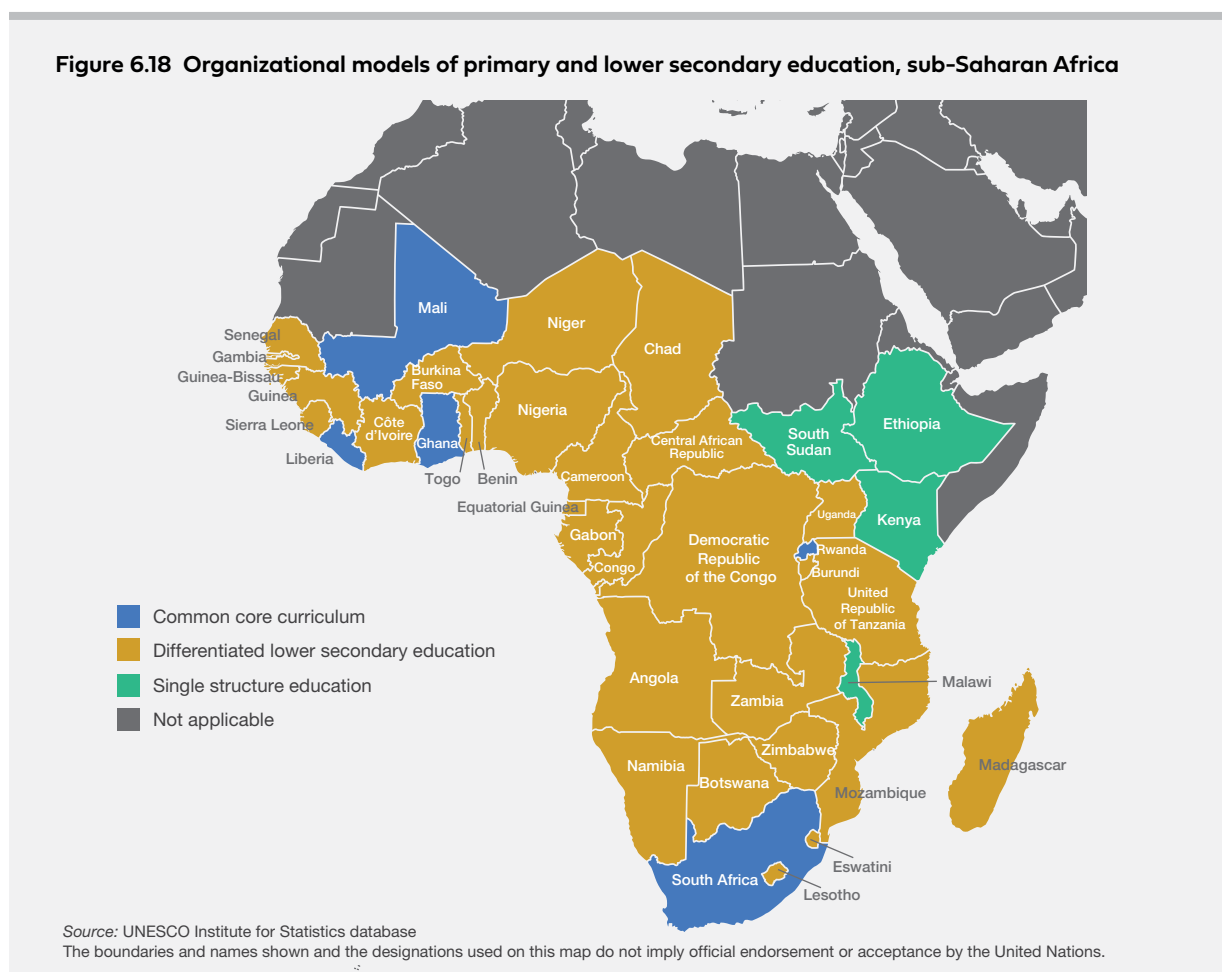 Figure 6.18 Organizational models of primary and lower secondary education, sub-Saharan Africa
Mali
Niger
Chad
Senegal
Gambia
Guinea-Bissau
Guinea
Sierra Leone
Liberia
Burkina
Faso
Côte
d'Ivoire
Ghana
Togo
Benin
Nigeria
Cameroon
Equatorial Guinea
Gabon
Congo
Central African
Republic
South
Sudan
Ethiopia
Kenya
Uganda
Rwanda
Burundi
Democratic
Republic
of the Congo
United
Republic
of Tanzania
Angola
Zambia
Malawi
Zimbabwe
Namibia
Botswana
Mozambique
Madagascar
South Africa
Eswatini
Lesotho
Common core curriculum
Differentiated lower secondary education
Single structure education
Not applicable
Source: UNESCO Institute for Statistics database
The boundaries and names shown and the designations used on this map do not imply official endorsement or acceptance by the United Nations.